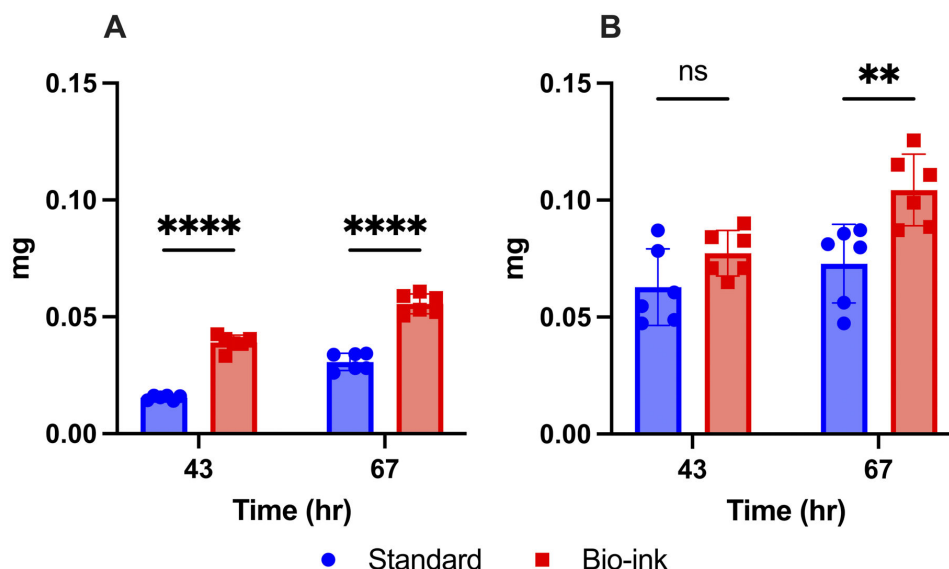 A
0.15
0.10
0.05
0.00
mg
**** ****
43 67
Time (hr)
B
0.15
0.10
0.05
0.00
mg
ns **
43 67
Time (hr)
Standard Bio-ink